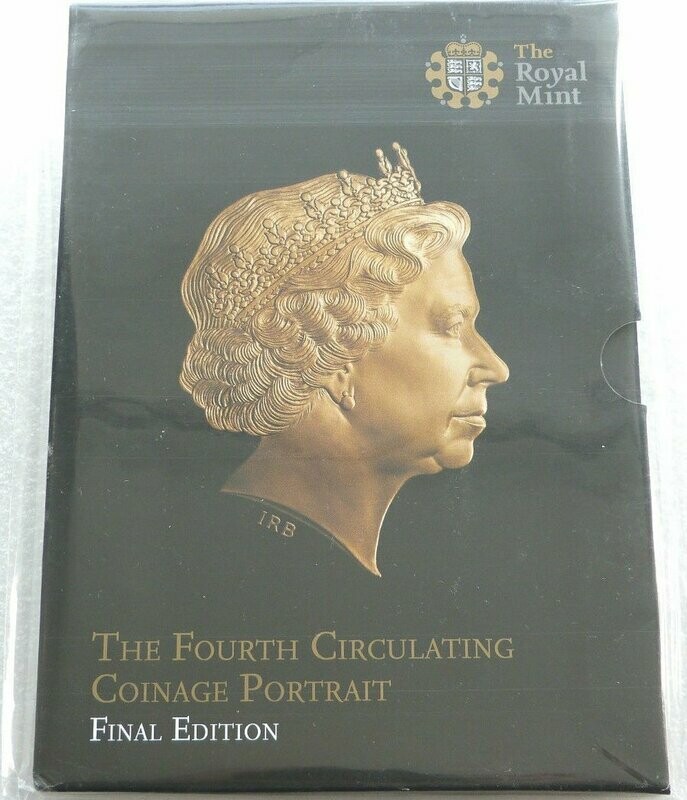 The
Royal
Mint
IRB
THE FOURTH CIRCULATING
COINAGE PORTRAIT
FINAL EDITION